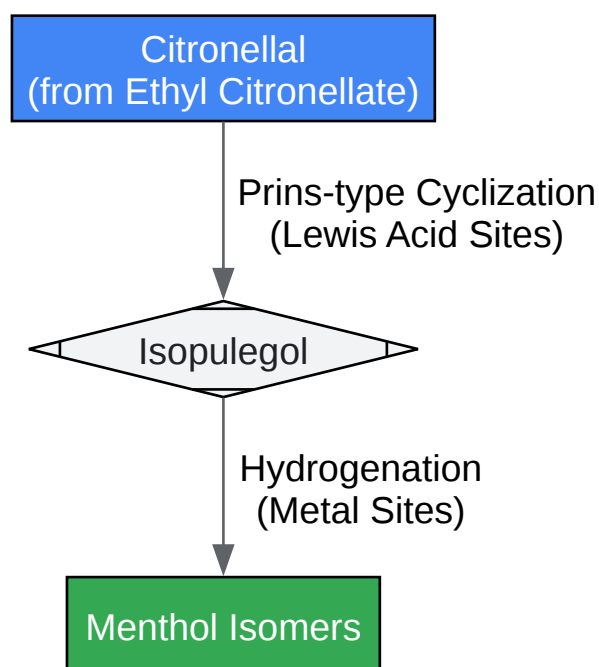 Citronellal
(from Ethyl Citronellate)
Prins-type Cyclization
(Lewis Acid Sites)
Isopulegol
Hydrogenation
(Metal Sites)
Menthol Isomers